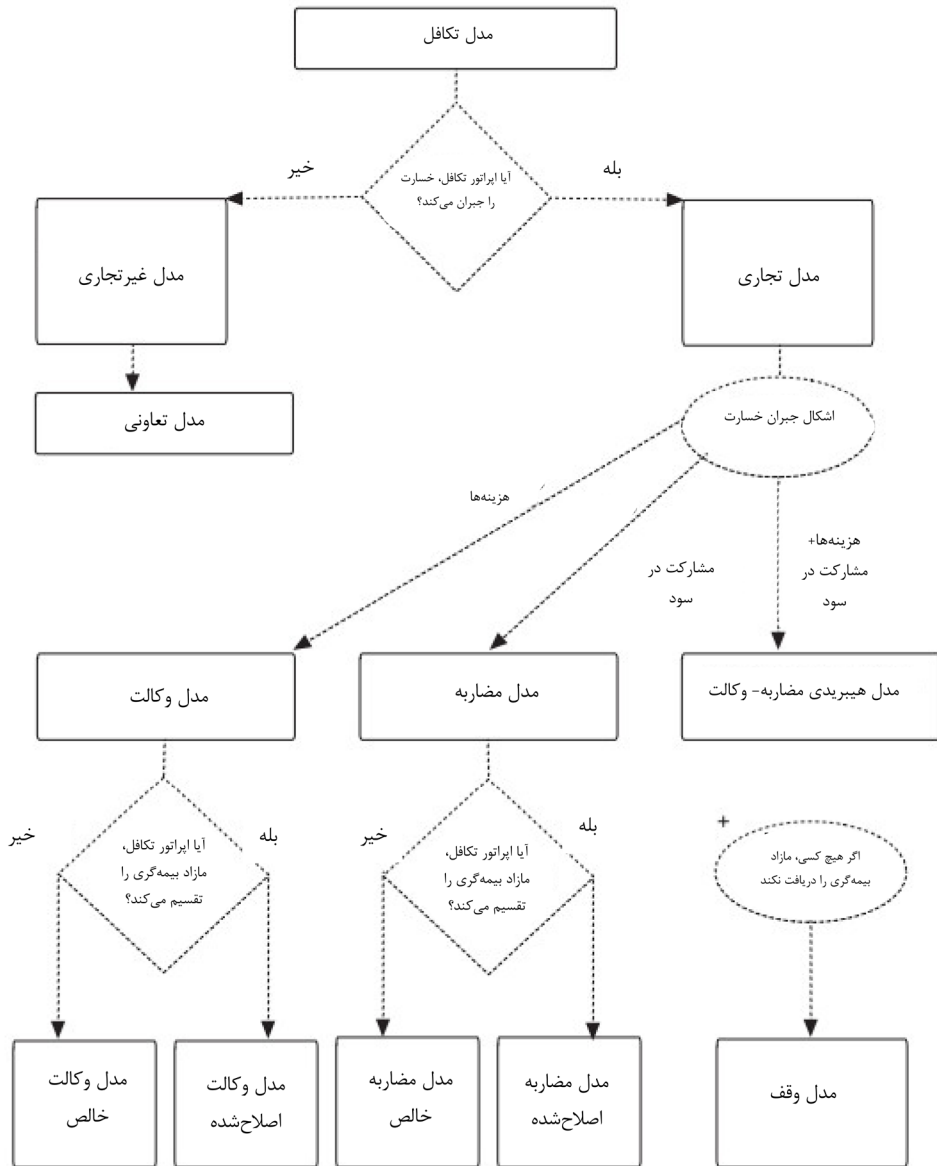 مدل تکافل
آیا اپراتور تکافل، خسارت
را جبران می‌کند؟
بله
خیر
مدل تجاری
مدل غیرتجاری
مدل تعاونی
اشکال جبران خسارت
هزینه‌ها
مشارکت در
سود
هزینه‌ها+
مشارکت در
سود
مدل هیبریدی مضاربه- وکالت
مدل مضاربه
مدل وکالت
+
اگر هیچ کسی، مازاد
بیمه‌گری را دریافت نکند
بله
خیر
آیا اپراتور تکافل،
مازاد بیمه‌گری را
تقسیم می‌کند؟
بله
خیر
آیا اپراتور تکافل،
مازاد بیمه‌گری را
تقسیم می‌کند؟
مدل وقف
مدل مضاربه
اصلاح‌شده
مدل مضاربه
خالص
مدل وکالت
اصلاح‌شده
مدل وکالت
خالص